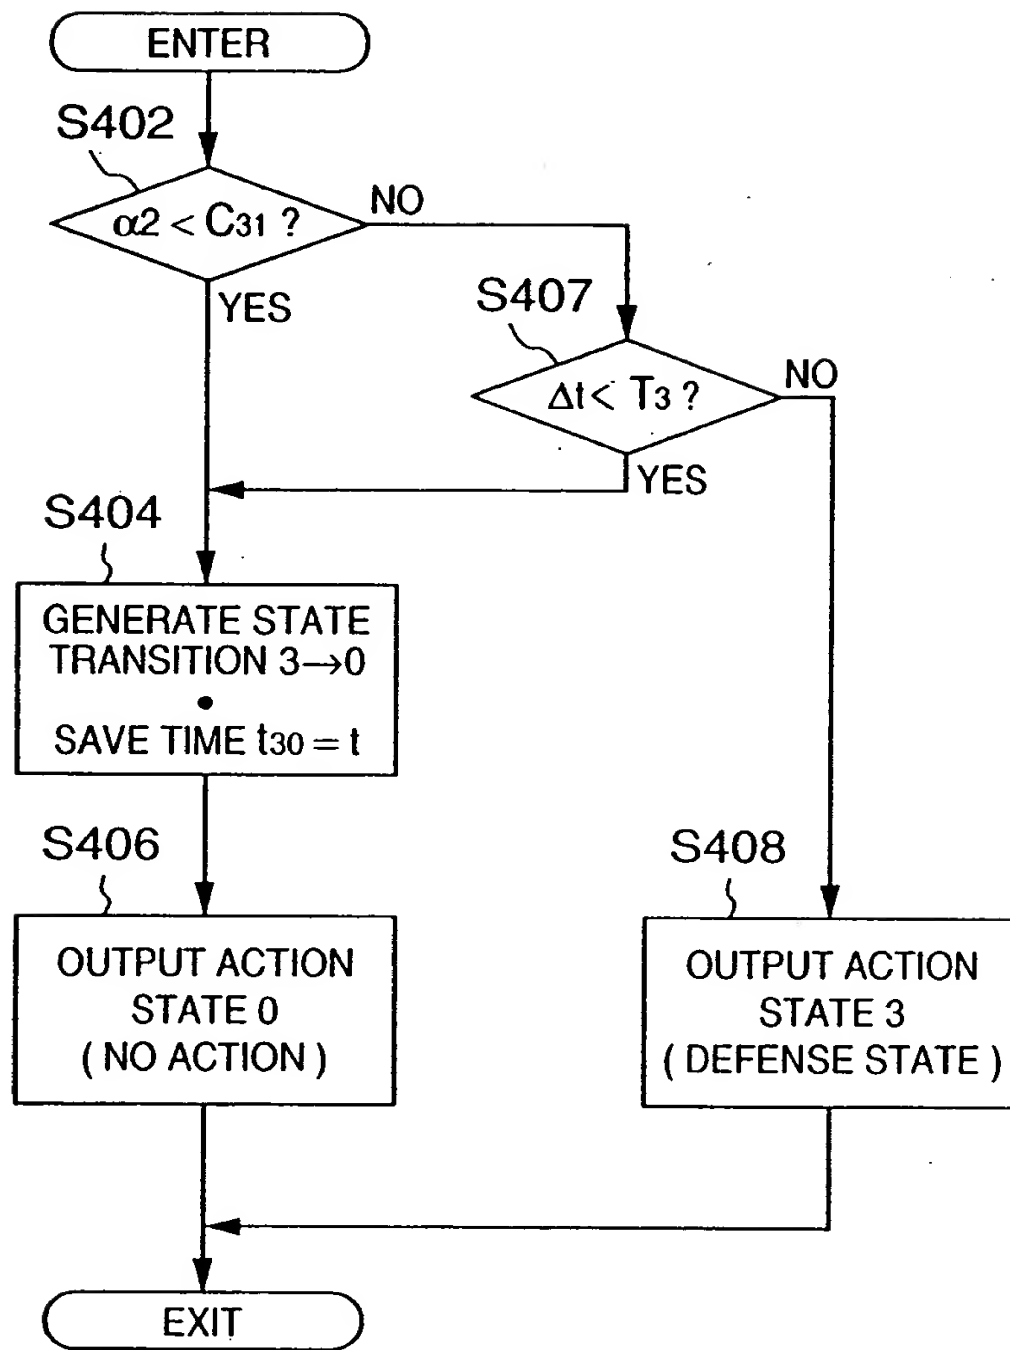 ENTER
S402
α2 < C31 ?
NO
YES
S407
Δt < T3 ?
NO
YES
S404
GENERATE STATE
TRANSITION 3→0
•
SAVE TIME t30 = t
S406
OUTPUT ACTION
STATE 0
( NO ACTION )
S408
OUTPUT ACTION
STATE 3
( DEFENSE STATE )
EXIT